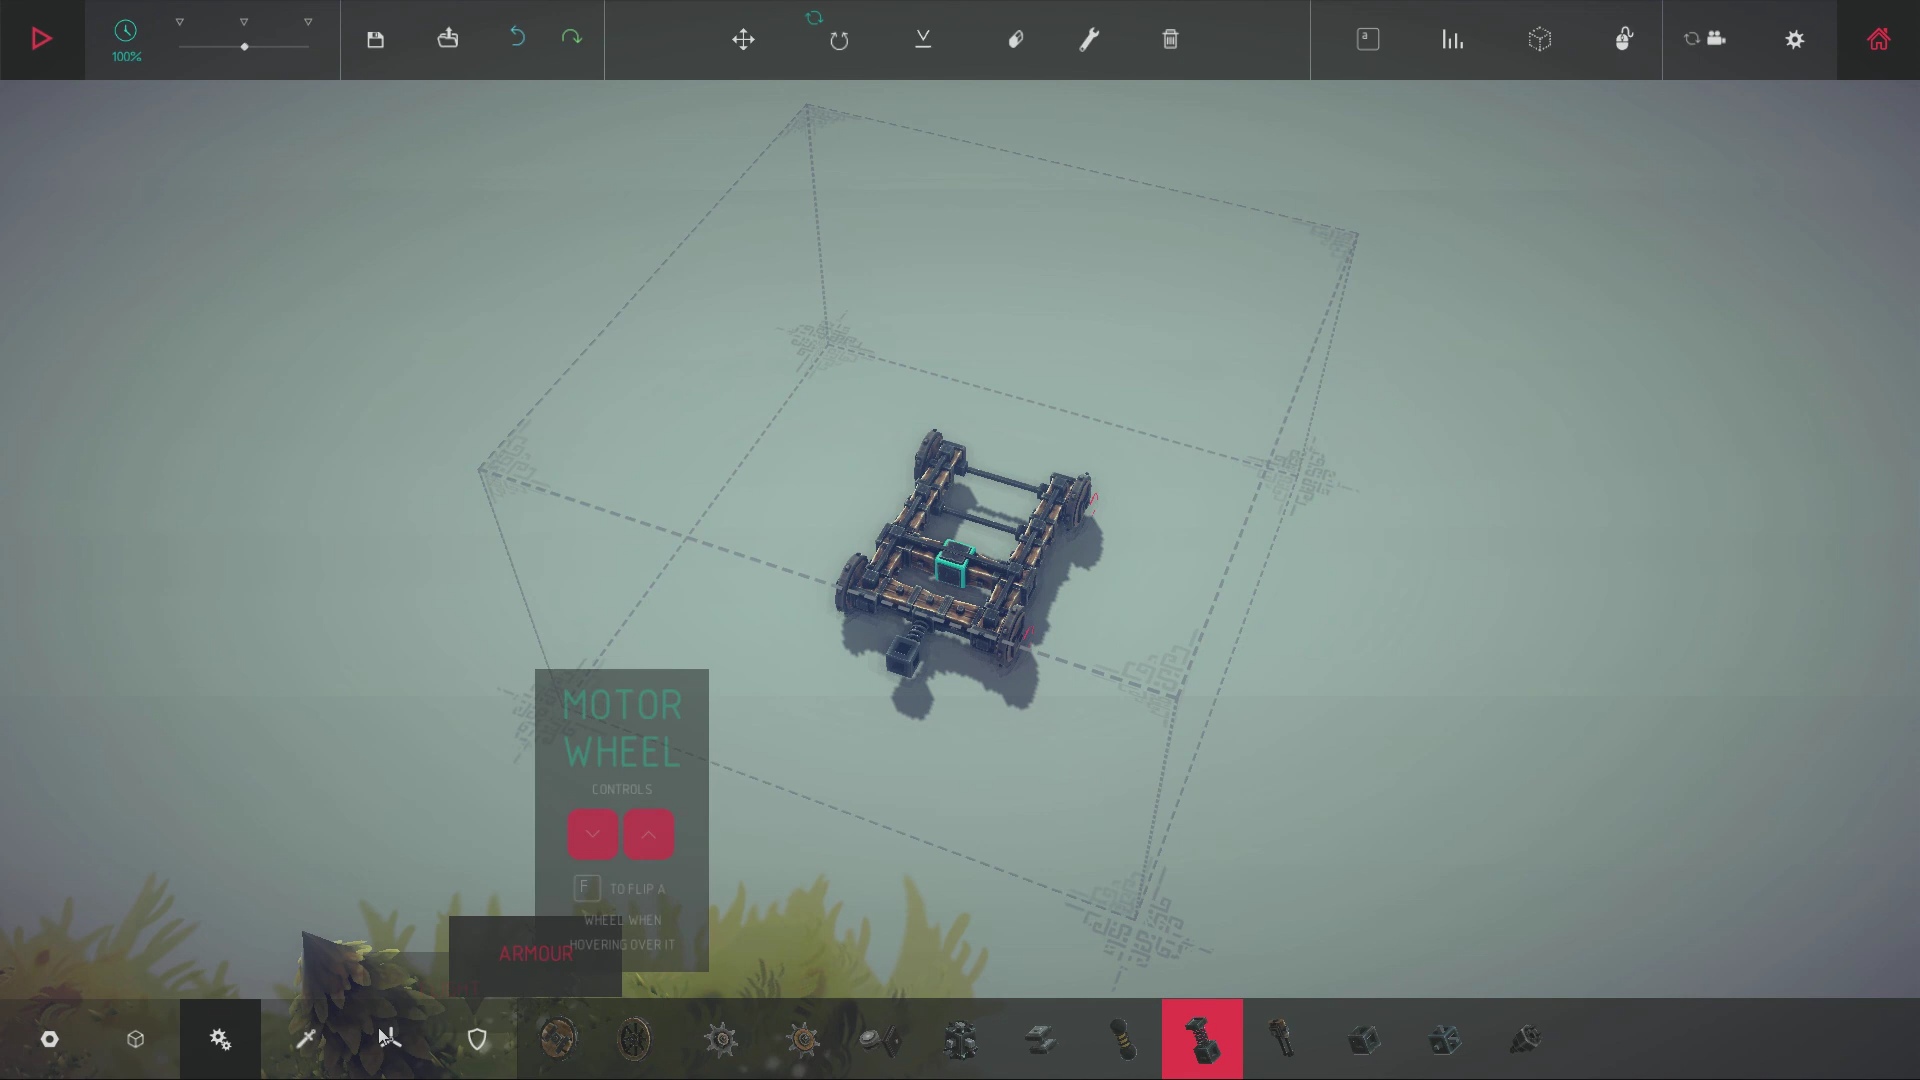 100%
a
MOTOR
WHEEL
CONTROLS
F TO FLIP A
WHEEL WHEN
HOVERING OVER IT
ARMOUR